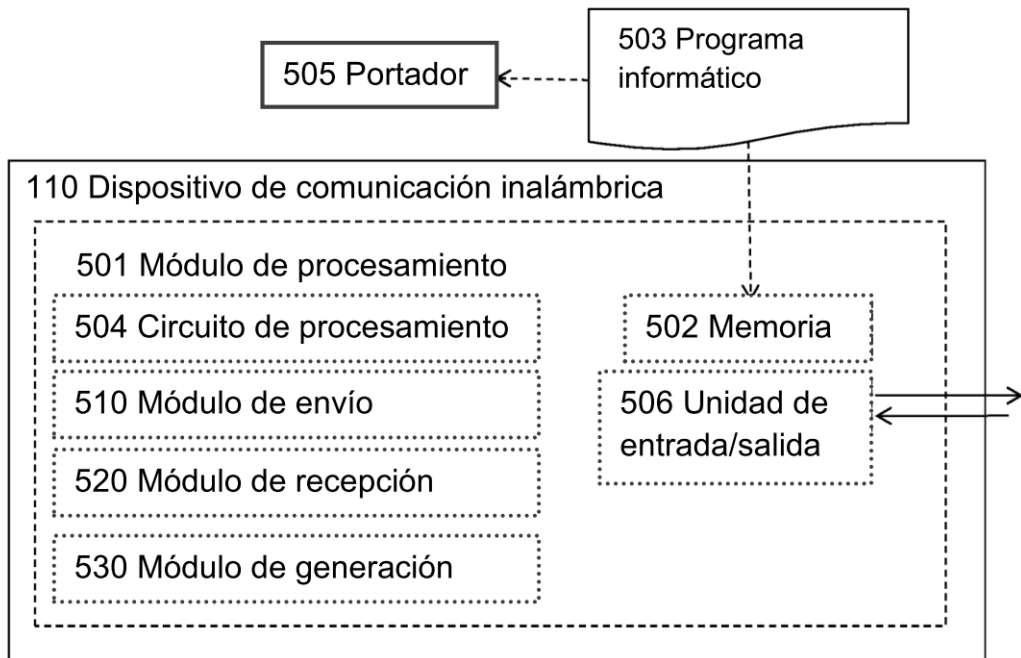 503 Programa
informático
505 Portador
110 Dispositivo de comunicación inalámbrica
501 Módulo de procesamiento
504 Circuito de procesamiento
502 Memoria
510 Módulo de envío
506 Unidad de
entrada/salida
520 Módulo de recepción
530 Módulo de generación